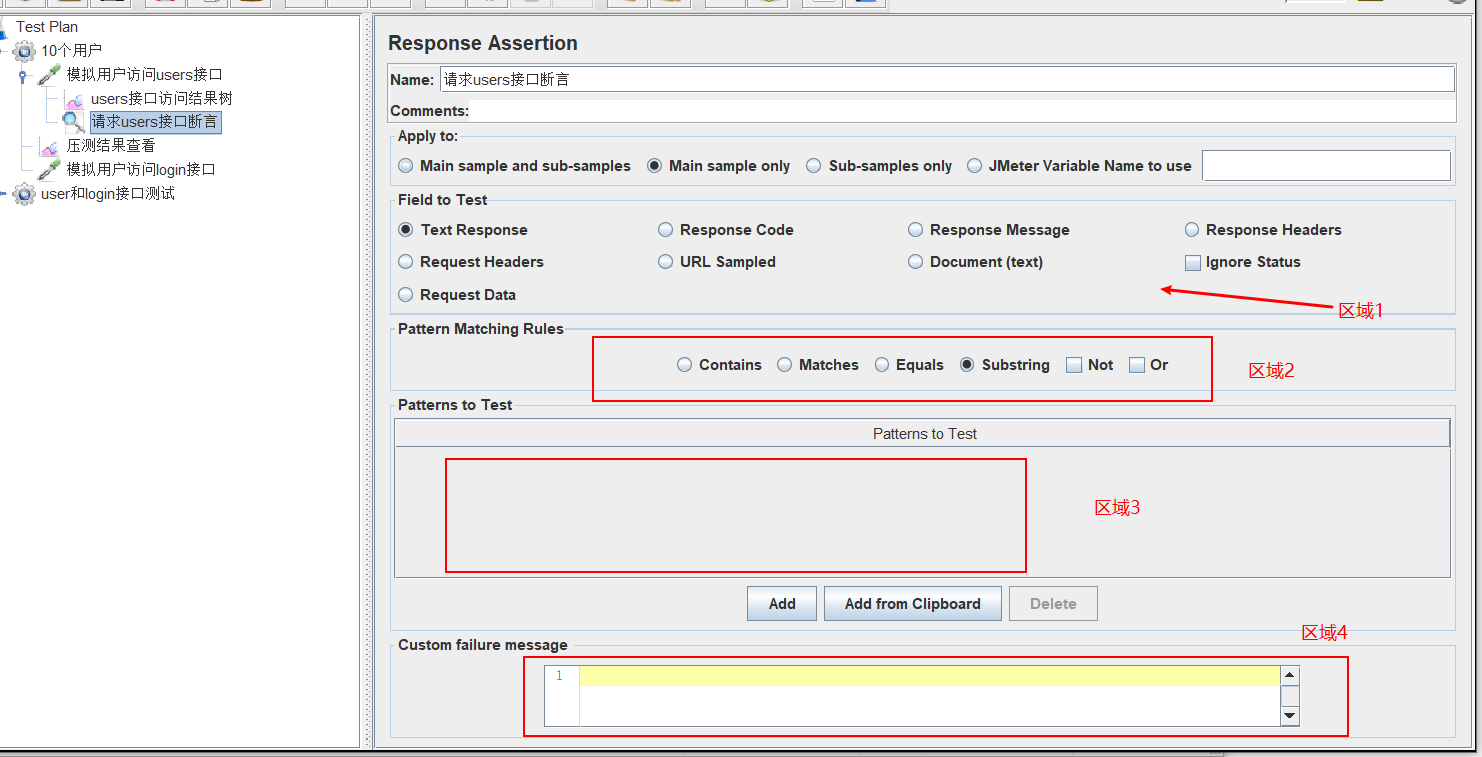 Test Plan
10个用户
模拟用户访问users接口
users接口访问结果树
请求users接口断言
压测结果查看
模拟用户访问login接口
user和login接口测试
Response Assertion
Name: 请求users接口断言
Comments:
Apply to:
Main sample and sub-samples Main sample only Sub-samples only JMeter Variable Name to use
Field to Test
Text Response Response Code Response Message Response Headers
Request Headers URL Sampled Document (text) Ignore Status
Request Data
区域1
Pattern Matching Rules
Contains Matches Equals Substring Not Or
区域2
Patterns to Test
Patterns to Test
区域3
Add Add from Clipboard Delete
区域4
Custom failure message
1